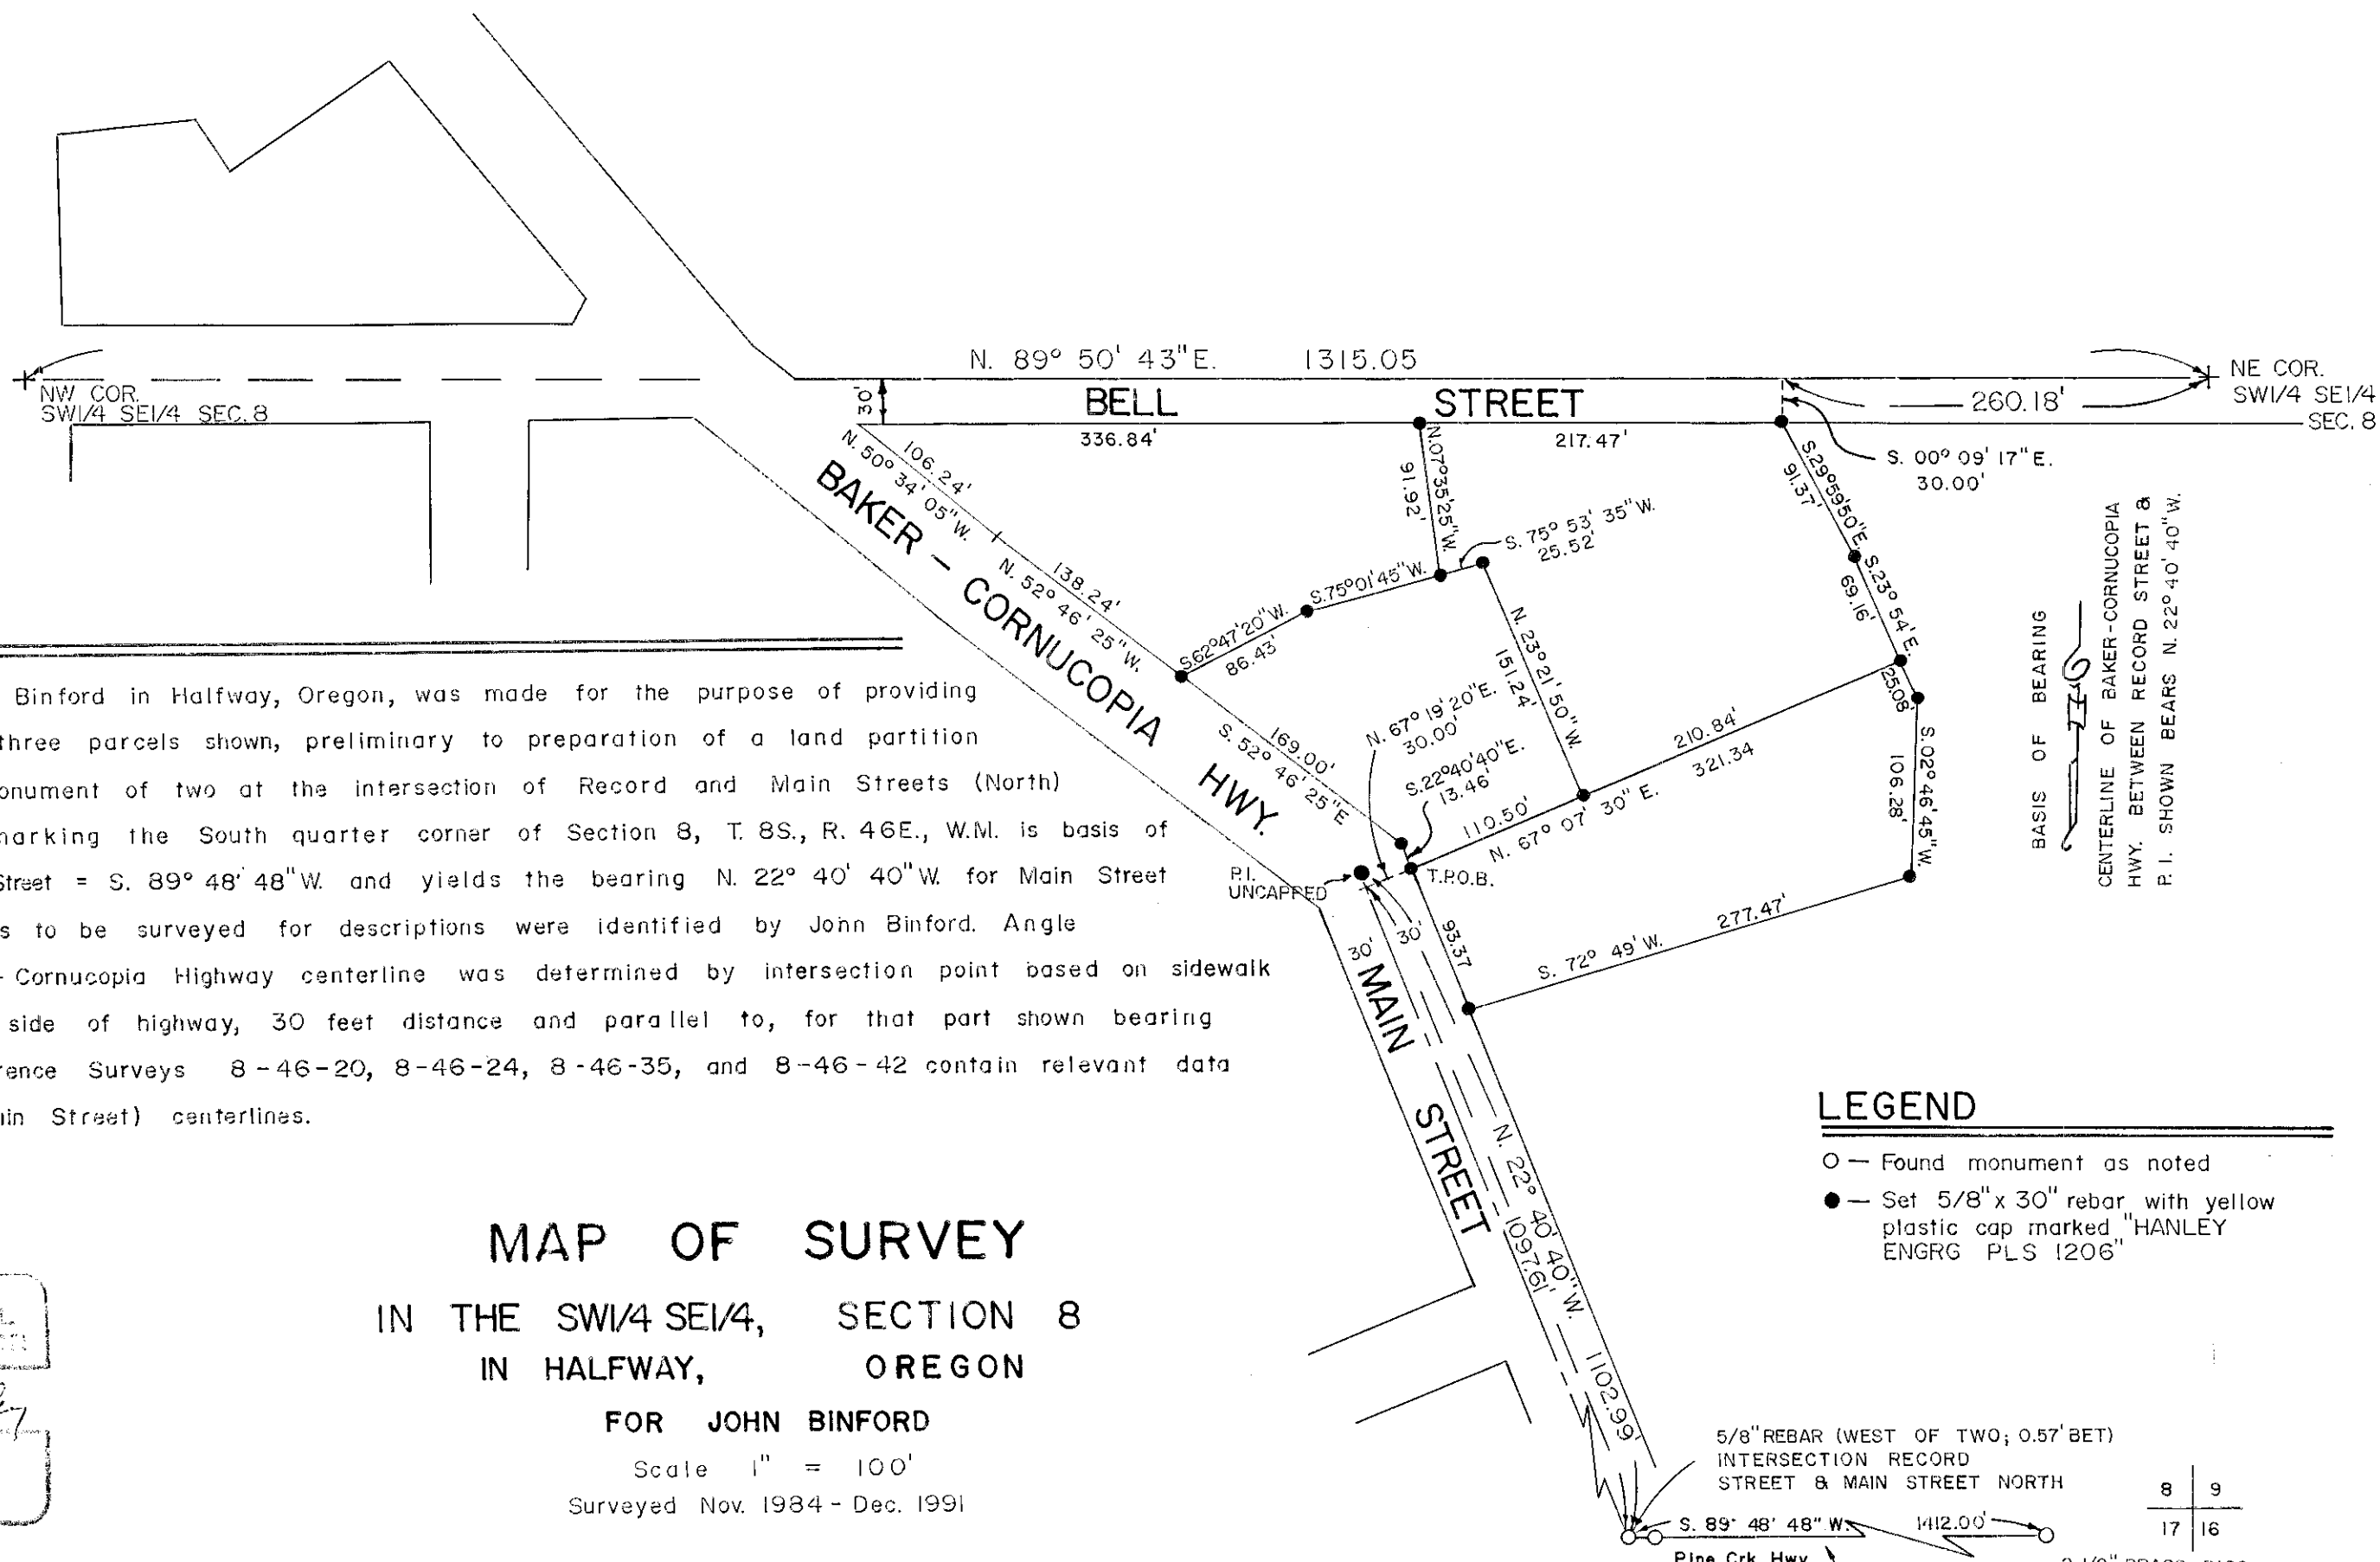 N. 89° 50' 43"E. 1315.05
NW COR.
SW1/4 SE1/4 SEC. 8
NE COR.
SW1/4 SE1/4
SEC. 8
30'
BELL STREET
260.18'
336.84'
217.47'
S. 00° 09' 17"E.
30.00'
106.24'
N. 50° 34' 05"W.
138.24'
N. 52° 46' 25"W.
BAKER - CORNUCOPIA HWY.
N.07°35'25"W.
91.92'
S. 75° 53' 35"W.
25.52'
S.29°59'50"E.
91.37'
S.23° 54' E.
69.16'
25.08'
S.02°46'45"W.
106.28'
S.62°47'20"W.
86.43'
S.75°01'45"W.
N. 23° 21' 50"W.
151.24'
169.00'
S. 52° 46' 25"E
N. 67° 19' 20"E.
30.00'
S.22°40'40"E.
13.46'
110.50'
210.84'
321.34
N. 67° 07' 30" E.
P.I.
UNCAPPED
T.P.O.B.
93.37
30'
30'
S. 72° 49' W. 277.47'
MAIN STREET
N. 22° 40' 40"W. 1102.99'
1097.61'
BASIS OF BEARING
CENTERLINE OF BAKER-CORNUCOPIA
HWY. BETWEEN RECORD STREET &
P. I. SHOWN BEARS N. 22° 40' 40"W.
Binford in Halfway, Oregon, was made for the purpose of providing
three parcels shown, preliminary to preparation of a land partition
onument of two at the intersection of Record and Main Streets (North)
marking the South quarter corner of Section 8, T. 8S., R. 46E., W.M. is basis of
Street = S. 89° 48' 48"W. and yields the bearing N. 22° 40' 40"W. for Main Street
s to be surveyed for descriptions were identified by John Binford. Angle
- Cornucopia Highway centerline was determined by intersection point based on sidewalk
side of highway, 30 feet distance and parallel to, for that part shown bearing
rence Surveys 8-46-20, 8-46-24, 8-46-35, and 8-46-42 contain relevant data
in Street) centerlines.
LEGEND
O — Found monument as noted
● — Set 5/8" x 30" rebar with yellow
plastic cap marked "HANLEY
ENGRG PLS 1206"
MAP OF SURVEY
IN THE SW1/4 SE1/4, SECTION 8
IN HALFWAY, OREGON
FOR JOHN BINFORD
Scale 1" = 100'
Surveyed Nov. 1984 - Dec. 1991
5/8" REBAR (WEST OF TWO; 0.57' BET)
INTERSECTION RECORD
STREET & MAIN STREET NORTH
8 9
17 16
S. 89° 48' 48" W. 1412.00'
Pine Crk Hwy